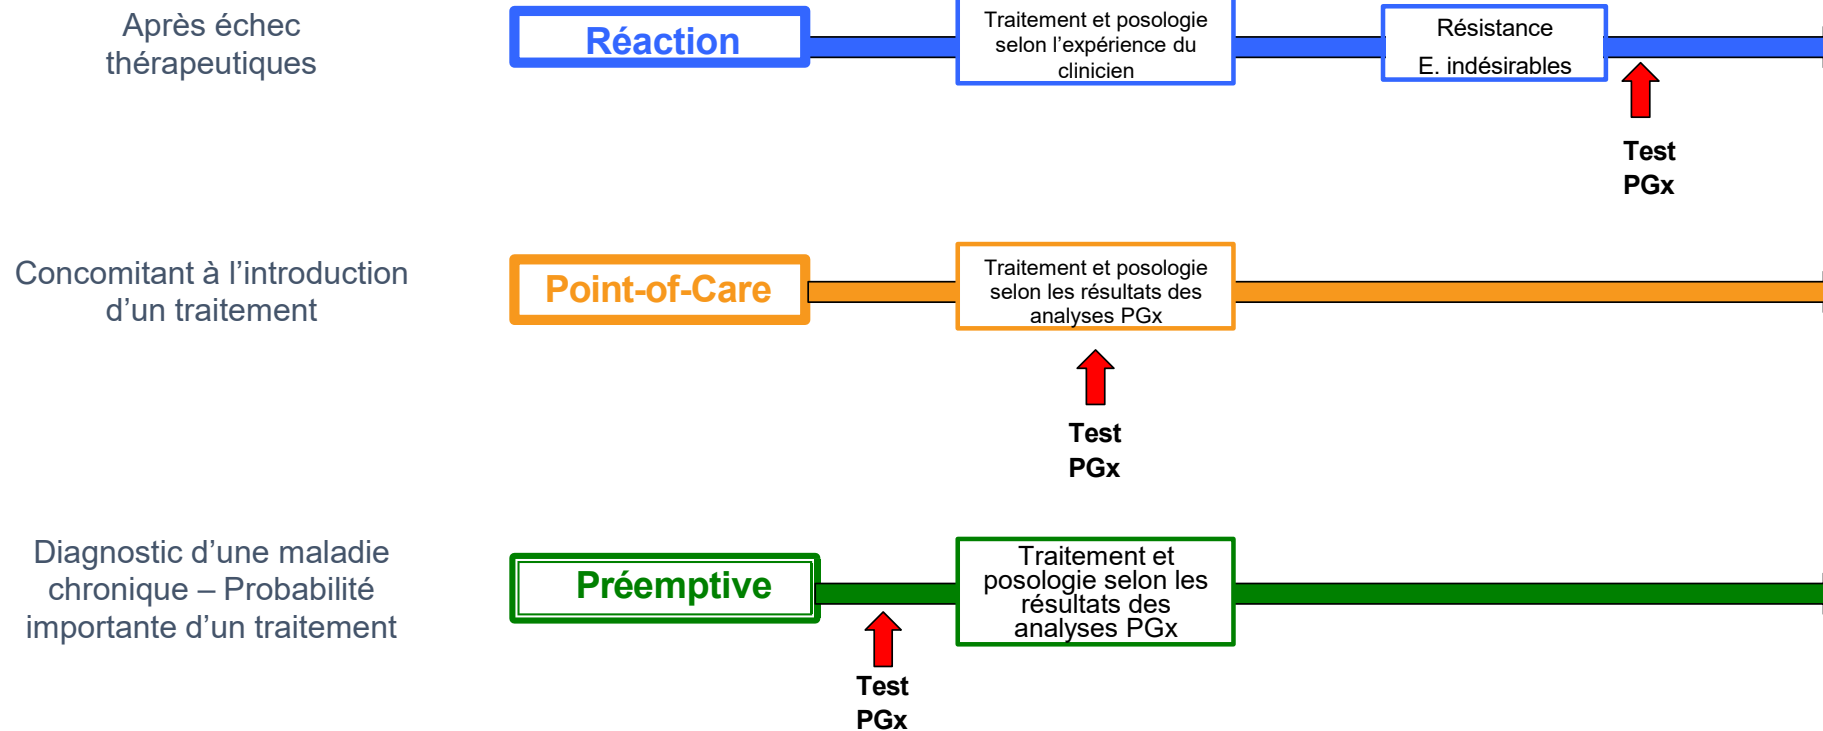 Après échec
thérapeutiques
Réaction
Traitement et posologie
selon l’expérience du
clinicien
Résistance
E. indésirables
Test
PGx
Concomitant à l’introduction
d’un traitement
Point-of-Care
Traitement et posologie
selon les résultats des
analyses PGx
Test
PGx
Diagnostic d’une maladie
chronique – Probabilité
importante d’un traitement
Préemptive
Traitement et
posologie selon les
résultats des
analyses PGx
Test
PGx